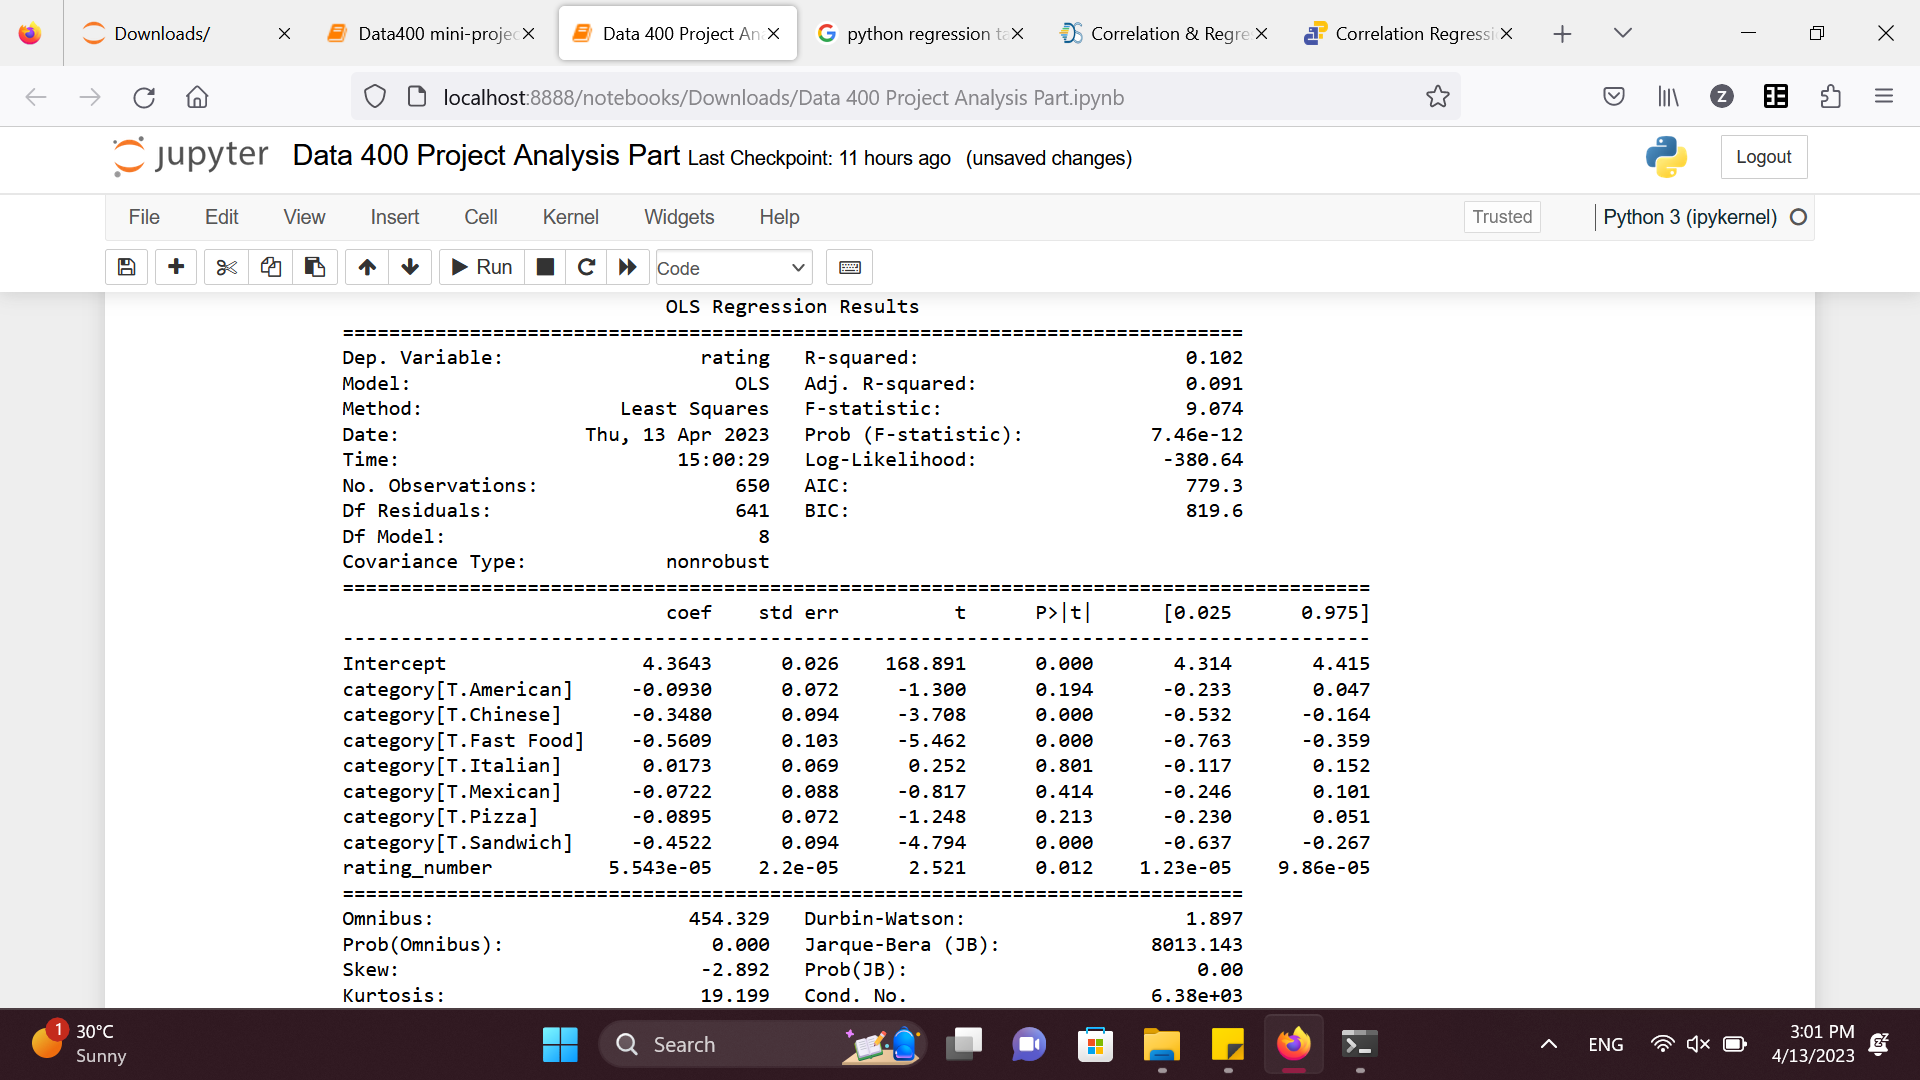 Downloads/
Data400 mini-projec
Data 400 Project An
python regression ta
Correlation & Regre
Correlation Regressi
localhost:8888/notebooks/Downloads/Data 400 Project Analysis Part.ipynb
Z
jupyter Data 400 Project Analysis Part Last Checkpoint: 11 hours ago (unsaved changes)
Logout
File Edit View Insert Cell Kernel Widgets Help
Trusted
Python 3 (ipykernel)
Run
Code
OLS Regression Results
==============================================================================
Dep. Variable: rating R-squared: 0.102
Model: OLS Adj. R-squared: 0.091
Method: Least Squares F-statistic: 9.074
Date: Thu, 13 Apr 2023 Prob (F-statistic): 7.46e-12
Time: 15:00:29 Log-Likelihood: -380.64
No. Observations: 650 AIC: 779.3
Df Residuals: 641 BIC: 819.6
Df Model: 8
Covariance Type: nonrobust
=========================================================================================
coef std err t P>|t| [0.025 0.975]
-----------------------------------------------------------------------------------------
Intercept 4.3643 0.026 168.891 0.000 4.314 4.415
category[T.American] -0.0930 0.072 -1.300 0.194 -0.233 0.047
category[T.Chinese] -0.3480 0.094 -3.708 0.000 -0.532 -0.164
category[T.Fast Food] -0.5609 0.103 -5.462 0.000 -0.763 -0.359
category[T.Italian] 0.0173 0.069 0.252 0.801 -0.117 0.152
category[T.Mexican] -0.0722 0.088 -0.817 0.414 -0.246 0.101
category[T.Pizza] -0.0895 0.072 -1.248 0.213 -0.230 0.051
category[T.Sandwich] -0.4522 0.094 -4.794 0.000 -0.637 -0.267
rating_number 5.543e-05 2.2e-05 2.521 0.012 1.23e-05 9.86e-05
==============================================================================
Omnibus: 454.329 Durbin-Watson: 1.897
Prob(Omnibus): 0.000 Jarque-Bera (JB): 8013.143
Skew: -2.892 Prob(JB): 0.00
Kurtosis: 19.199 Cond. No. 6.38e+03
1
30°C
Sunny
Search
ENG
3:01 PM
4/13/2023